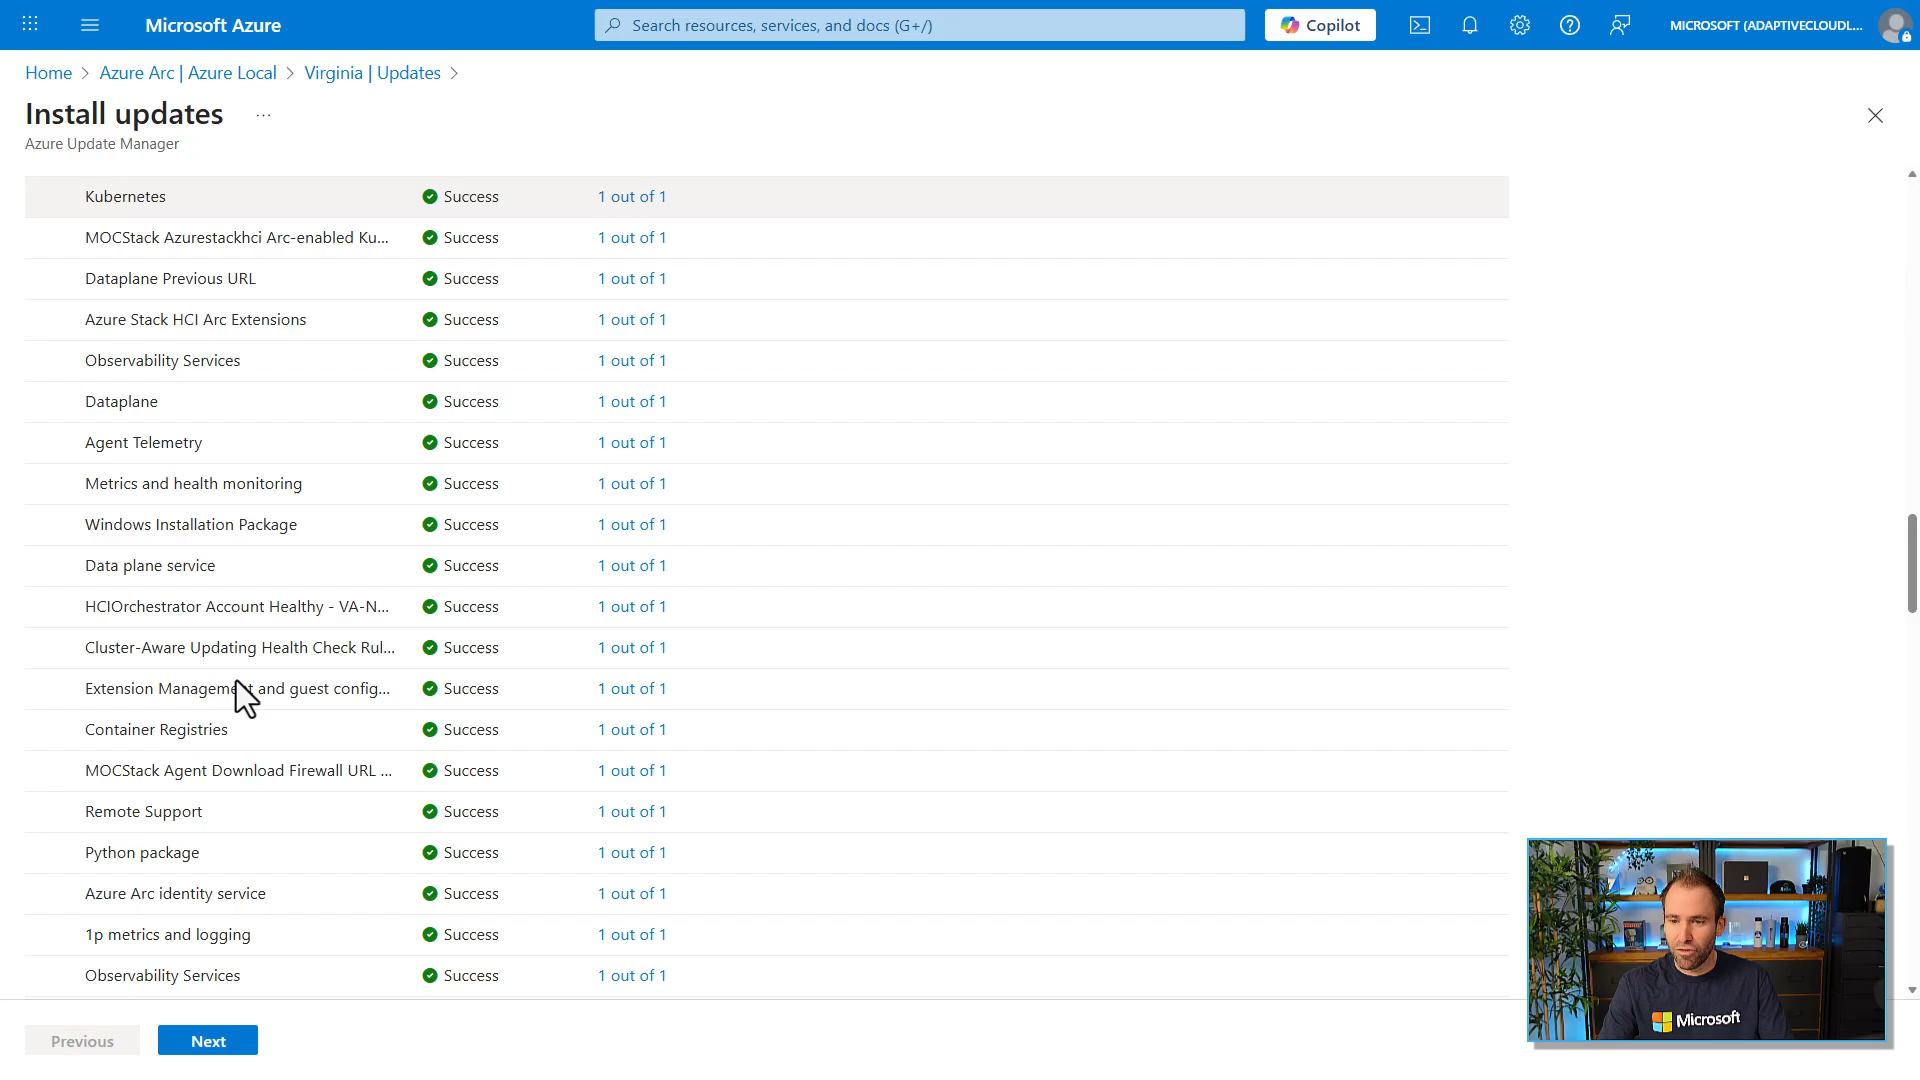 Microsoft Azure
Search resources, services, and docs (G+/)
Copilot
MICROSOFT (ADAPTIVECLOUDL...
Home > Azure Arc | Azure Local > Virginia | Updates >
Install updates ...
Azure Update Manager
Kubernetes Success 1 out of 1
MOCStack Azurestackhci Arc-enabled Ku... Success 1 out of 1
Dataplane Previous URL Success 1 out of 1
Azure Stack HCI Arc Extensions Success 1 out of 1
Observability Services Success 1 out of 1
Dataplane Success 1 out of 1
Agent Telemetry Success 1 out of 1
Metrics and health monitoring Success 1 out of 1
Windows Installation Package Success 1 out of 1
Data plane service Success 1 out of 1
HCIOrchestrator Account Healthy - VA-N... Success 1 out of 1
Cluster-Aware Updating Health Check Rul... Success 1 out of 1
Extension Management and guest config... Success 1 out of 1
Container Registries Success 1 out of 1
MOCStack Agent Download Firewall URL ... Success 1 out of 1
Remote Support Success 1 out of 1
Python package Success 1 out of 1
Azure Arc identity service Success 1 out of 1
1p metrics and logging Success 1 out of 1
Observability Services Success 1 out of 1
Previous
Next
Microsoft